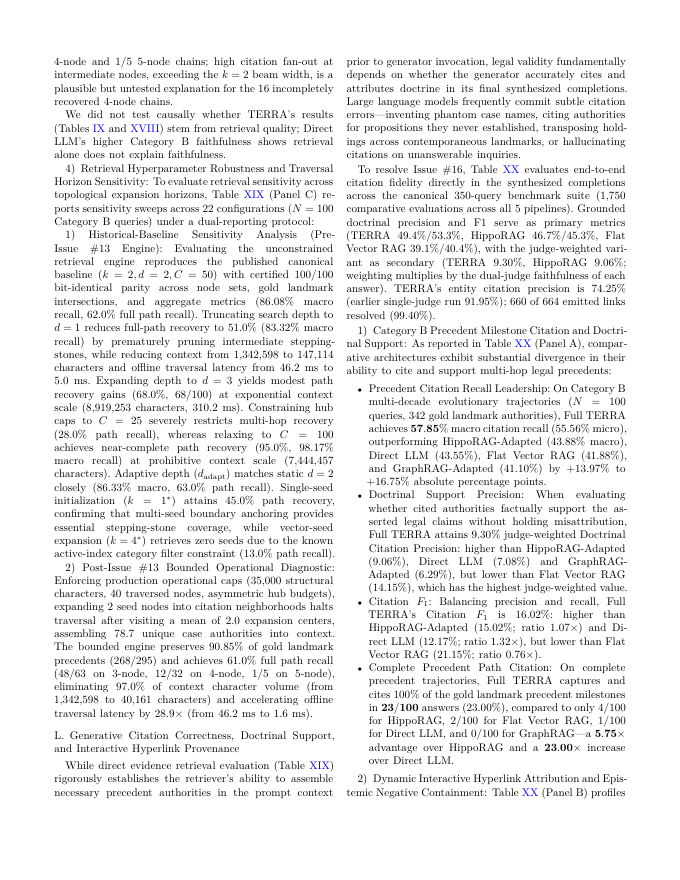 4-node and 1/5 5-node chains; high citation fan-out at
intermediate nodes, exceeding the k = 2 beam width, is a
plausible but untested explanation for the 16 incompletely
recovered 4-node chains.
We did not test causally whether TERRA's results
(Tables IX and XVIII) stem from retrieval quality; Direct
LLM's higher Category B faithfulness shows retrieval
alone does not explain faithfulness.
4) Retrieval Hyperparameter Robustness and Traversal
Horizon Sensitivity: To evaluate retrieval sensitivity across
topological expansion horizons, Table XIX (Panel C) re-
ports sensitivity sweeps across 22 configurations (N = 100
Category B queries) under a dual-reporting protocol:
1) Historical-Baseline Sensitivity Analysis (Pre-
Issue #13 Engine): Evaluating the unconstrained
retrieval engine reproduces the published canonical
baseline (k = 2, d = 2, C = 50) with certified 100/100
bit-identical parity across node sets, gold landmark
intersections, and aggregate metrics (86.08% macro
recall, 62.0% full path recall). Truncating search depth to
d = 1 reduces full-path recovery to 51.0% (83.32% macro
recall) by prematurely pruning intermediate stepping-
stones, while reducing context from 1,342,598 to 147,114
characters and offline traversal latency from 46.2 ms to
5.0 ms. Expanding depth to d = 3 yields modest path
recovery gains (68.0%, 68/100) at exponential context
scale (8,919,253 characters, 310.2 ms). Constraining hub
caps to C = 25 severely restricts multi-hop recovery
(28.0% path recall), whereas relaxing to C = 100
achieves near-complete path recovery (95.0%, 98.17%
macro recall) at prohibitive context scale (7,444,457
characters). Adaptive depth (d_adapt) matches static d = 2
closely (86.33% macro, 63.0% path recall). Single-seed
initialization (k = 1*) attains 45.0% path recovery,
confirming that multi-seed boundary anchoring provides
essential stepping-stone coverage, while vector-seed
expansion (k = 4*) retrieves zero seeds due to the known
active-index category filter constraint (13.0% path recall).
2) Post-Issue #13 Bounded Operational Diagnostic:
Enforcing production operational caps (35,000 structural
characters, 40 traversed nodes, asymmetric hub budgets),
expanding 2 seed nodes into citation neighborhoods halts
traversal after visiting a mean of 2.0 expansion centers,
assembling 78.7 unique case authorities into context.
The bounded engine preserves 90.85% of gold landmark
precedents (268/295) and achieves 61.0% full path recall
(48/63 on 3-node, 12/32 on 4-node, 1/5 on 5-node),
eliminating 97.0% of context character volume (from
1,342,598 to 40,161 characters) and accelerating offline
traversal latency by 28.9× (from 46.2 ms to 1.6 ms).
L. Generative Citation Correctness, Doctrinal Support,
and Interactive Hyperlink Provenance
While direct evidence retrieval evaluation (Table XIX)
rigorously establishes the retriever's ability to assemble
necessary precedent authorities in the prompt context
prior to generator invocation, legal validity fundamentally
depends on whether the generator accurately cites and
attributes doctrine in its final synthesized completions.
Large language models frequently commit subtle citation
errors—inventing phantom case names, citing authorities
for propositions they never established, transposing hold-
ings across contemporaneous landmarks, or hallucinating
citations on unanswerable inquiries.
To resolve Issue #16, Table XX evaluates end-to-end
citation fidelity directly in the synthesized completions
across the canonical 350-query benchmark suite (1,750
comparative evaluations across all 5 pipelines). Grounded
doctrinal precision and F1 serve as primary metrics
(TERRA 49.4%/53.3%, HippoRAG 46.7%/45.3%, Flat
Vector RAG 39.1%/40.4%), with the judge-weighted vari-
ant as secondary (TERRA 9.30%, HippoRAG 9.06%;
weighting multiplies by the dual-judge faithfulness of each
answer). TERRA's entity citation precision is 74.25%
(earlier single-judge run 91.95%); 660 of 664 emitted links
resolved (99.40%).
1) Category B Precedent Milestone Citation and Doctri-
nal Support: As reported in Table XX (Panel A), compar-
ative architectures exhibit substantial divergence in their
ability to cite and support multi-hop legal precedents:
• Precedent Citation Recall Leadership: On Category B
multi-decade evolutionary trajectories (N = 100
queries, 342 gold landmark authorities), Full TERRA
achieves 57.85% macro citation recall (55.56% micro),
outperforming HippoRAG-Adapted (43.88% macro),
Direct LLM (43.55%), Flat Vector RAG (41.88%),
and GraphRAG-Adapted (41.10%) by +13.97% to
+16.75% absolute percentage points.
• Doctrinal Support Precision: When evaluating
whether cited authorities factually support the as-
serted legal claims without holding misattribution,
Full TERRA attains 9.30% judge-weighted Doctrinal
Citation Precision: higher than HippoRAG-Adapted
(9.06%), Direct LLM (7.08%) and GraphRAG-
Adapted (6.29%), but lower than Flat Vector RAG
(14.15%), which has the highest judge-weighted value.
• Citation F₁: Balancing precision and recall, Full
TERRA's Citation F₁ is 16.02%: higher than
HippoRAG-Adapted (15.02%; ratio 1.07×) and Di-
rect LLM (12.17%; ratio 1.32×), but lower than Flat
Vector RAG (21.15%; ratio 0.76×).
• Complete Precedent Path Citation: On complete
precedent trajectories, Full TERRA captures and
cites 100% of the gold landmark precedent milestones
in 23/100 answers (23.00%), compared to only 4/100
for HippoRAG, 2/100 for Flat Vector RAG, 1/100
for Direct LLM, and 0/100 for GraphRAG—a 5.75×
advantage over HippoRAG and a 23.00× increase
over Direct LLM.
2) Dynamic Interactive Hyperlink Attribution and Epis-
temic Negative Containment: Table XX (Panel B) profiles